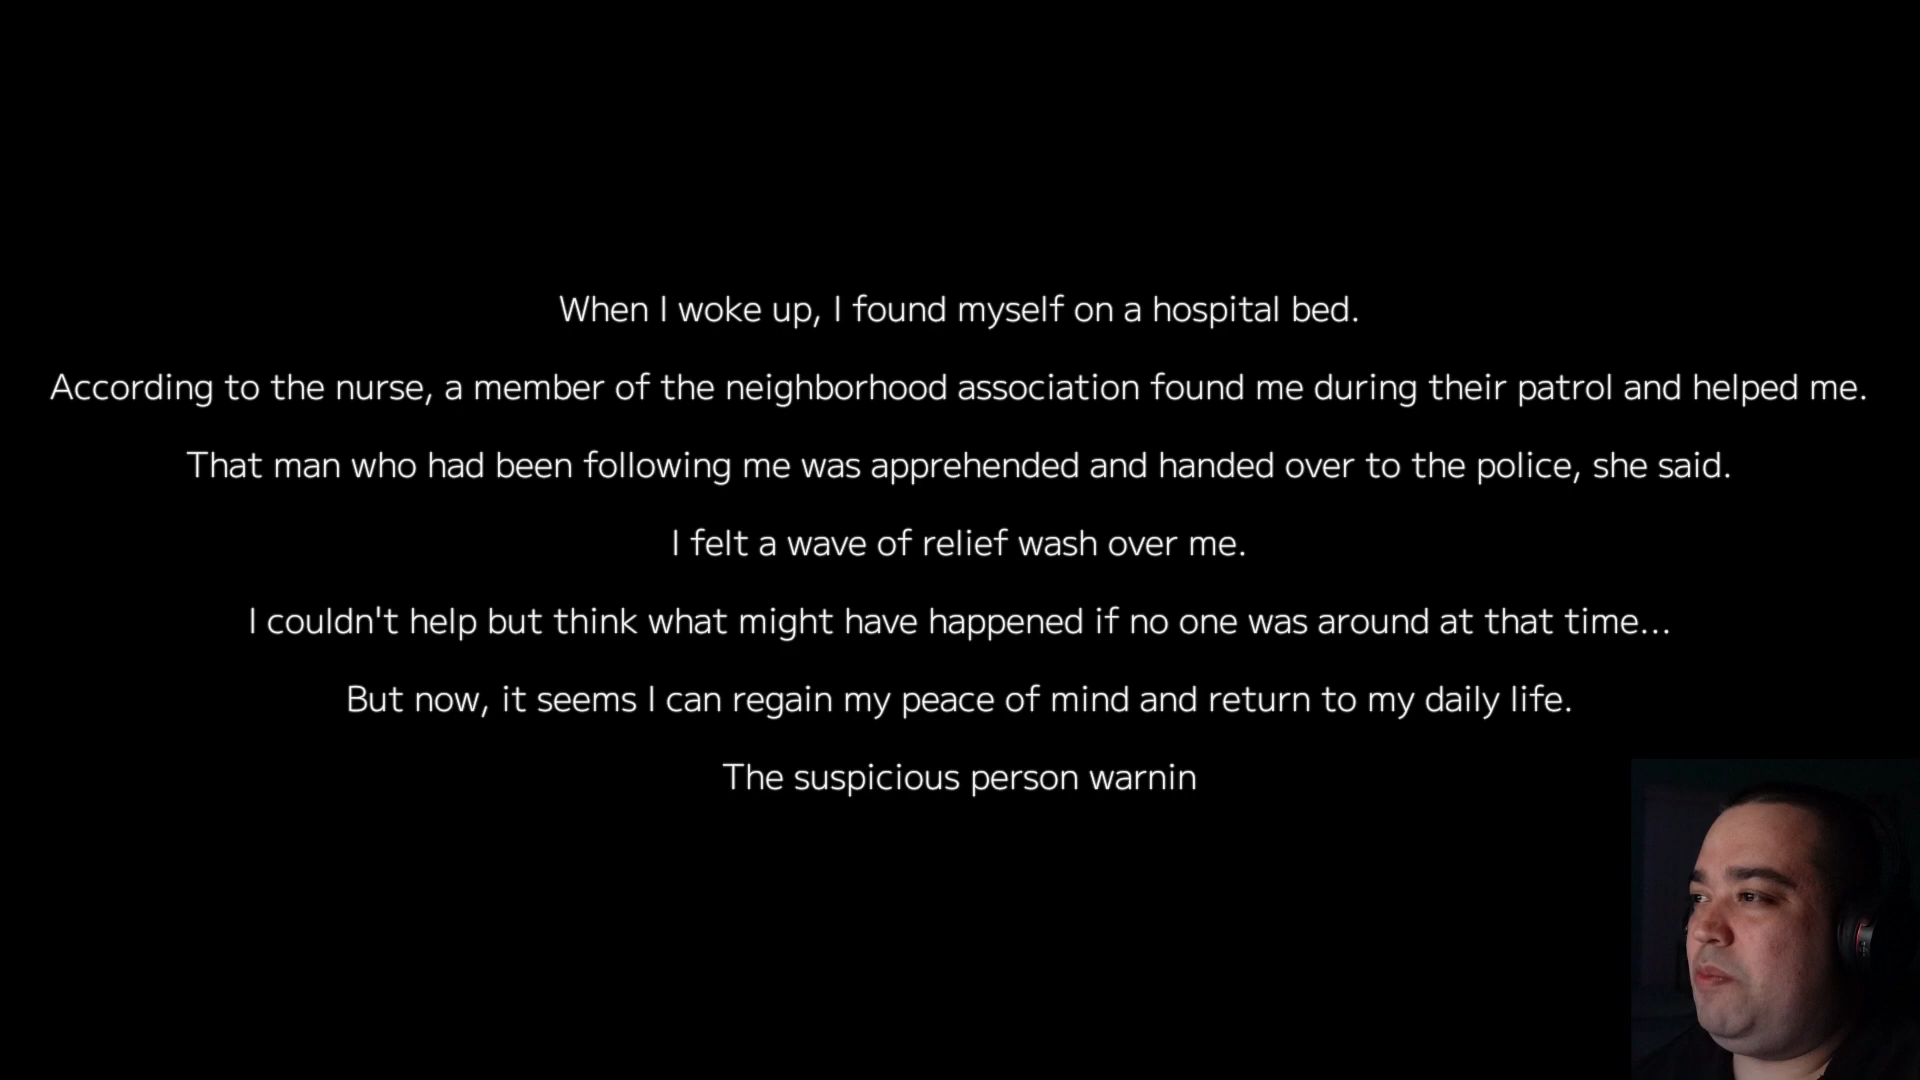 When I woke up, I found myself on a hospital bed.
According to the nurse, a member of the neighborhood association found me during their patrol and helped me.
That man who had been following me was apprehended and handed over to the police, she said.
I felt a wave of relief wash over me.
I couldn't help but think what might have happened if no one was around at that time...
But now, it seems I can regain my peace of mind and return to my daily life.
The suspicious person warnin